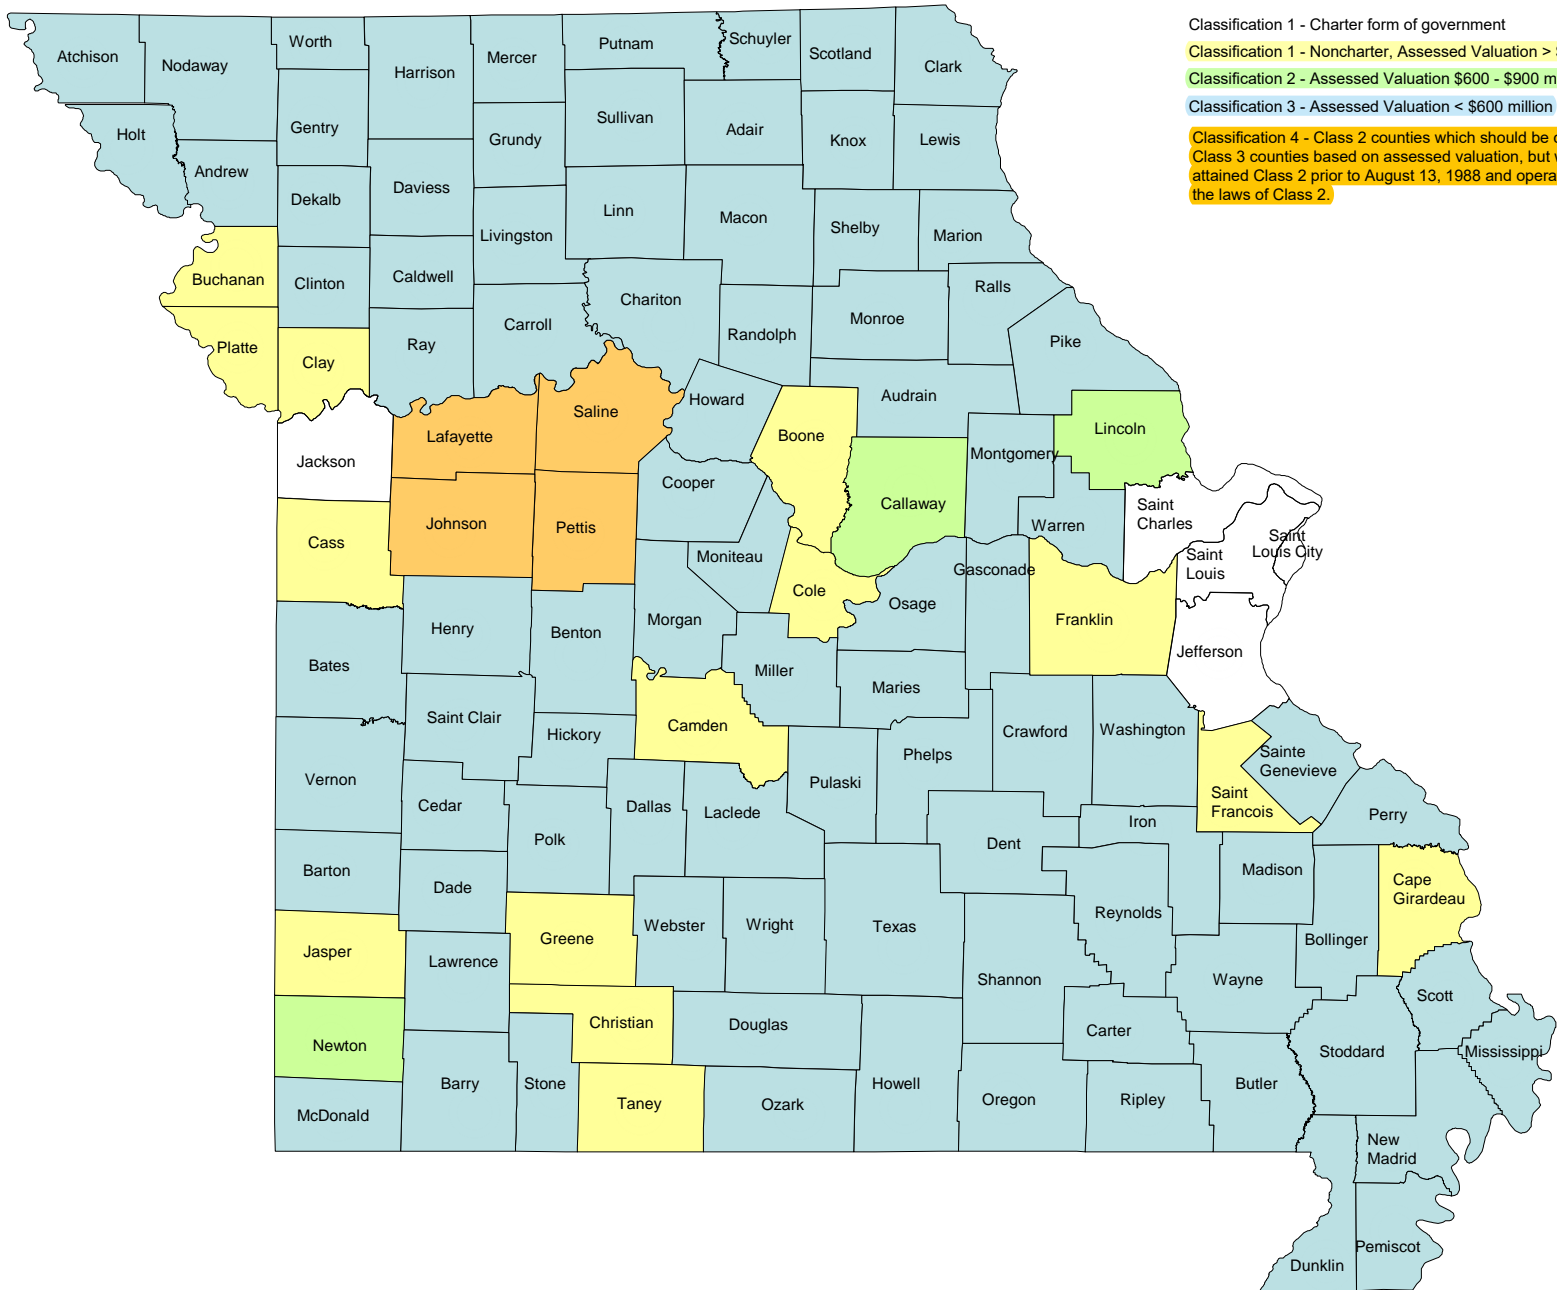 Classification 1 - Charter form of government
Classification 1 - Noncharter, Assessed Valuation >
Classification 2 - Assessed Valuation $600 - $900 m
Classification 3 - Assessed Valuation < $600 million
Classification 4 - Class 2 counties which should be
Class 3 counties based on assessed valuation, but
attained Class 2 prior to August 13, 1988 and opera
the laws of Class 2.
Atchison
Nodaway
Worth
Harrison
Mercer
Putnam
Schuyler
Scotland
Clark
Holt
Andrew
Gentry
Dekalb
Daviess
Grundy
Sullivan
Adair
Knox
Lewis
Livingston
Linn
Macon
Shelby
Marion
Buchanan
Clinton
Caldwell
Chariton
Randolph
Monroe
Ralls
Pike
Platte
Clay
Ray
Carroll
Howard
Audrain
Jackson
Lafayette
Saline
Boone
Callaway
Montgomery
Lincoln
Cass
Johnson
Pettis
Cooper
Moniteau
Cole
Warren
Saint
Charles
Saint
Louis
Saint
Louis City
Bates
Henry
Benton
Morgan
Miller
Osage
Gasconade
Franklin
Jefferson
Maries
Saint Clair
Hickory
Camden
Pulaski
Phelps
Crawford
Washington
Sainte
Genevieve
Saint
Francois
Perry
Vernon
Cedar
Polk
Dallas
Laclede
Dent
Iron
Madison
Barton
Dade
Webster
Wright
Texas
Reynolds
Bollinger
Cape
Girardeau
Jasper
Lawrence
Greene
Shannon
Wayne
Scott
Newton
Christian
Douglas
Carter
Stoddard
Mississippi
McDonald
Barry
Stone
Taney
Ozark
Howell
Oregon
Ripley
Butler
New
Madrid
Dunklin
Pemiscot